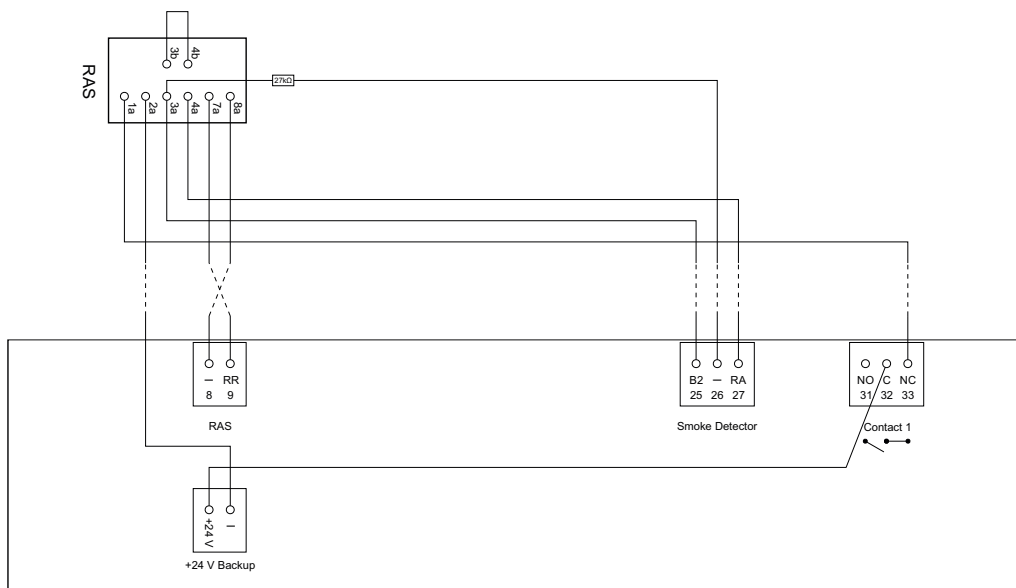 3b 4b
RAS
27kΩ
1a 2a 3a 4a 7a 8a
— RR
8 9
RAS
B2 — RA
25 26 27
Smoke Detector
NO C NC
31 32 33
Contact 1
+24 V —
+24 V Backup